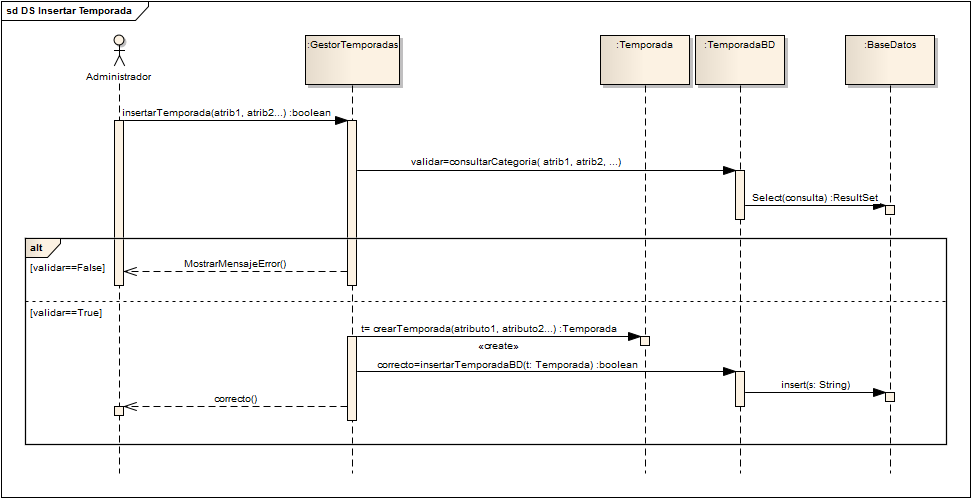 sd DS Insertar Temporada
Administrador
:GestorTemporadas
:Temporada
:TemporadaBD
:BaseDatos
insertarTemporada(atrib1, atrib2...) :boolean
validar=consultarCategoria( atrib1, atrib2, ...)
Select(consulta) :ResultSet
alt
[validar==False]
MostrarMensajeError()
[validar==True]
t= crearTemporada(atributo1, atributo2...) :Temporada
«create»
correcto=insertarTemporadaBD(t: Temporada) :boolean
insert(s: String)
correcto()